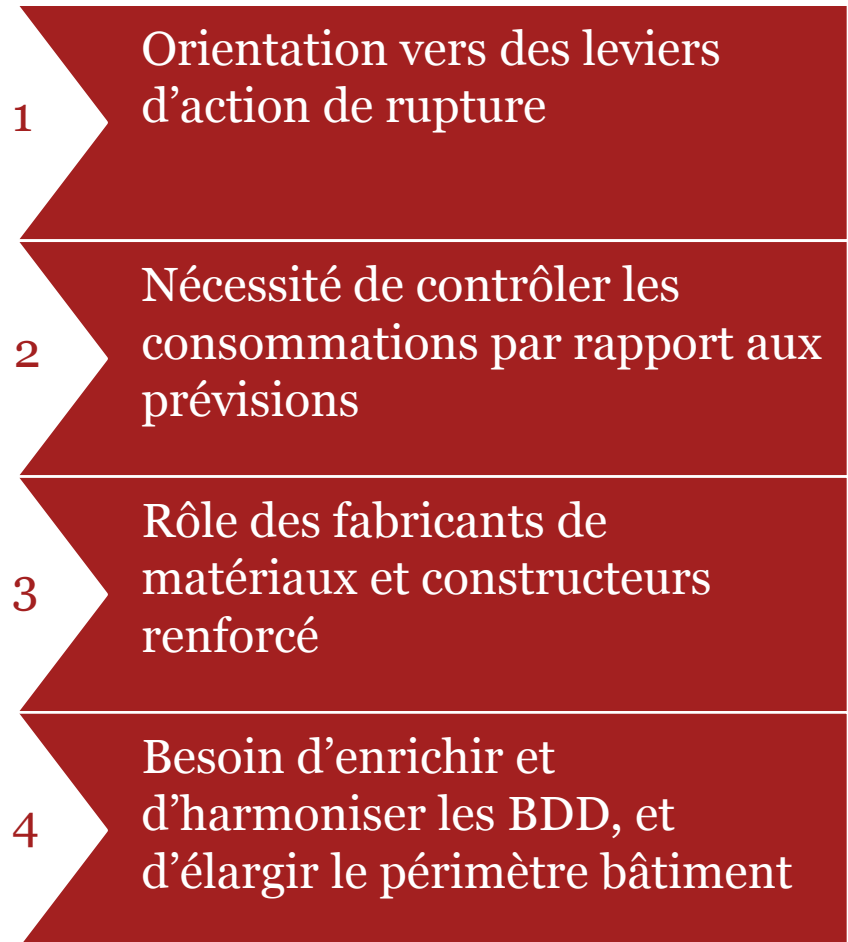 1
Orientation vers des leviers
d’action de rupture
2
Nécessité de contrôler les
consommations par rapport aux
prévisions
3
Rôle des fabricants de
matériaux et constructeurs
renforcé
4
Besoin d’enrichir et
d’harmoniser les BDD, et
d’élargir le périmètre bâtiment